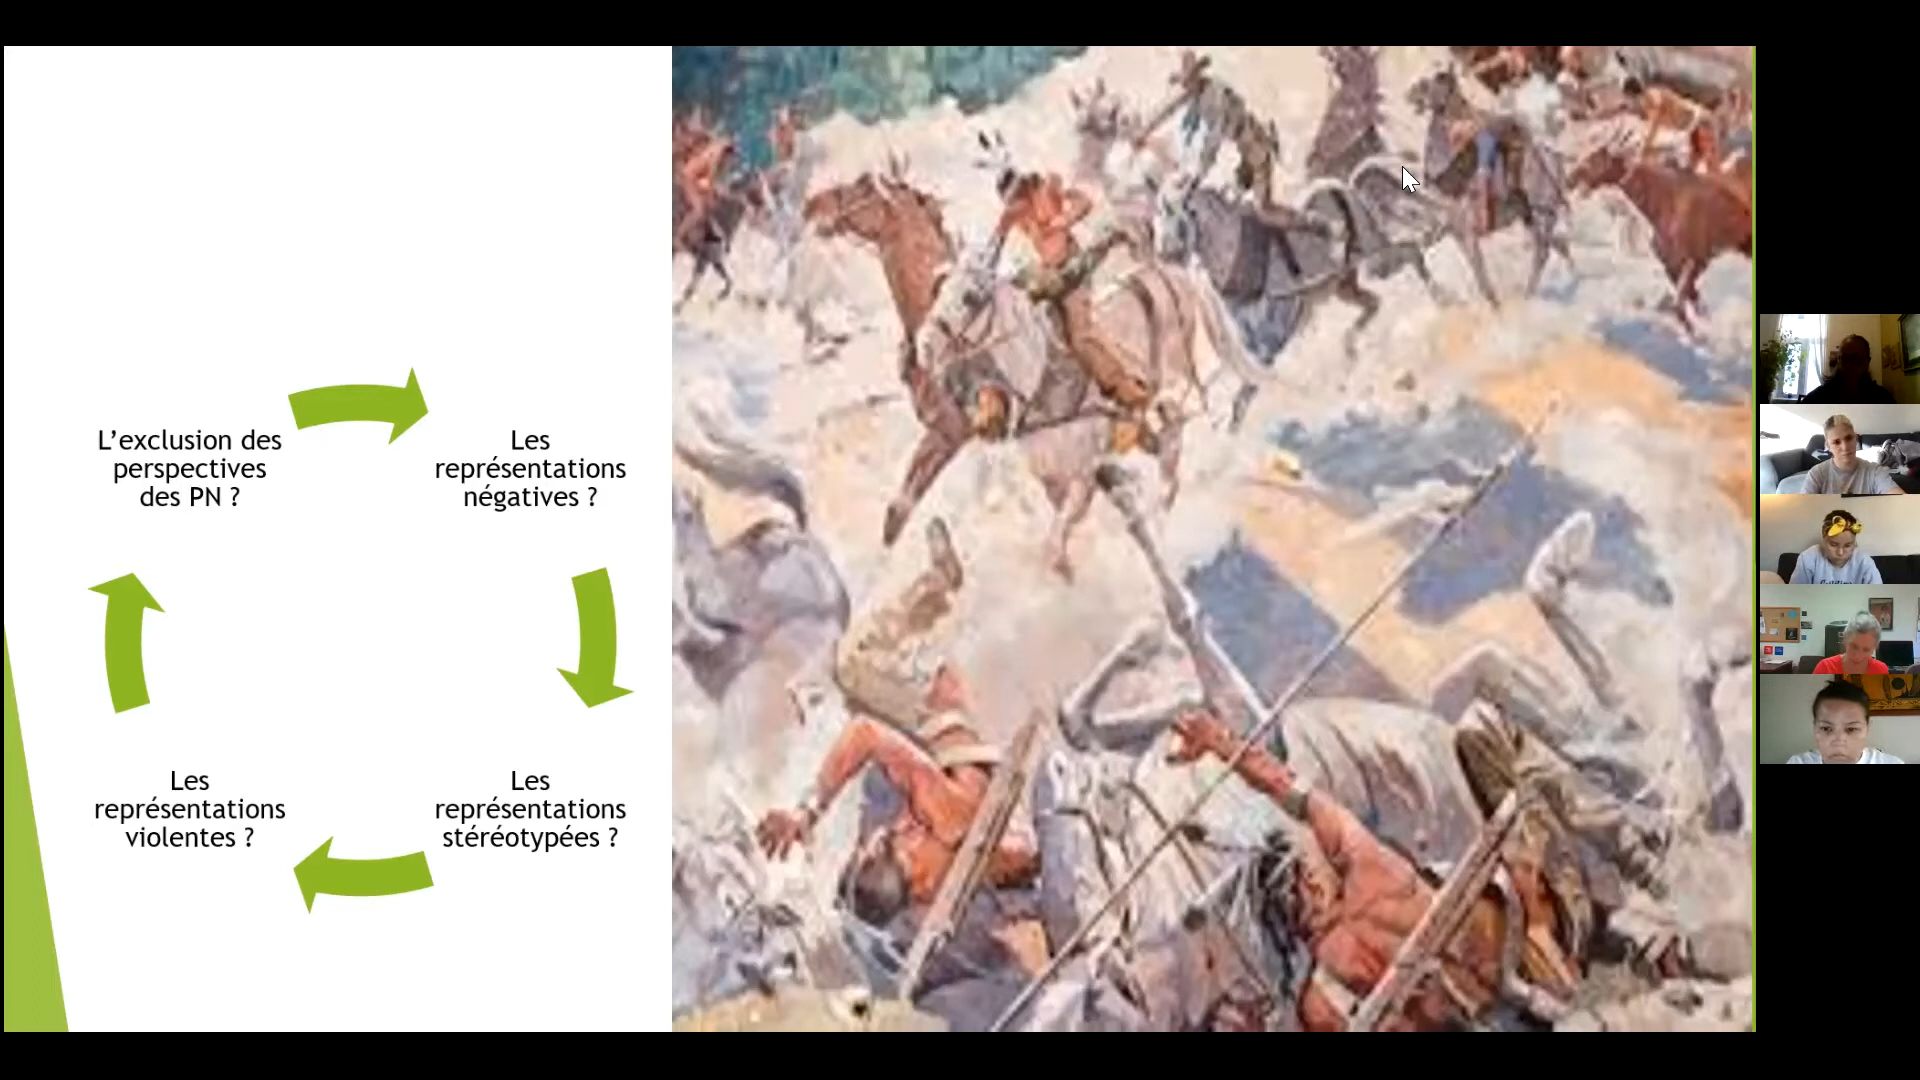 L’exclusion des
perspectives
des PN ?
Les
représentations
négatives ?
Les
représentations
stéréotypées ?
Les
représentations
violentes ?